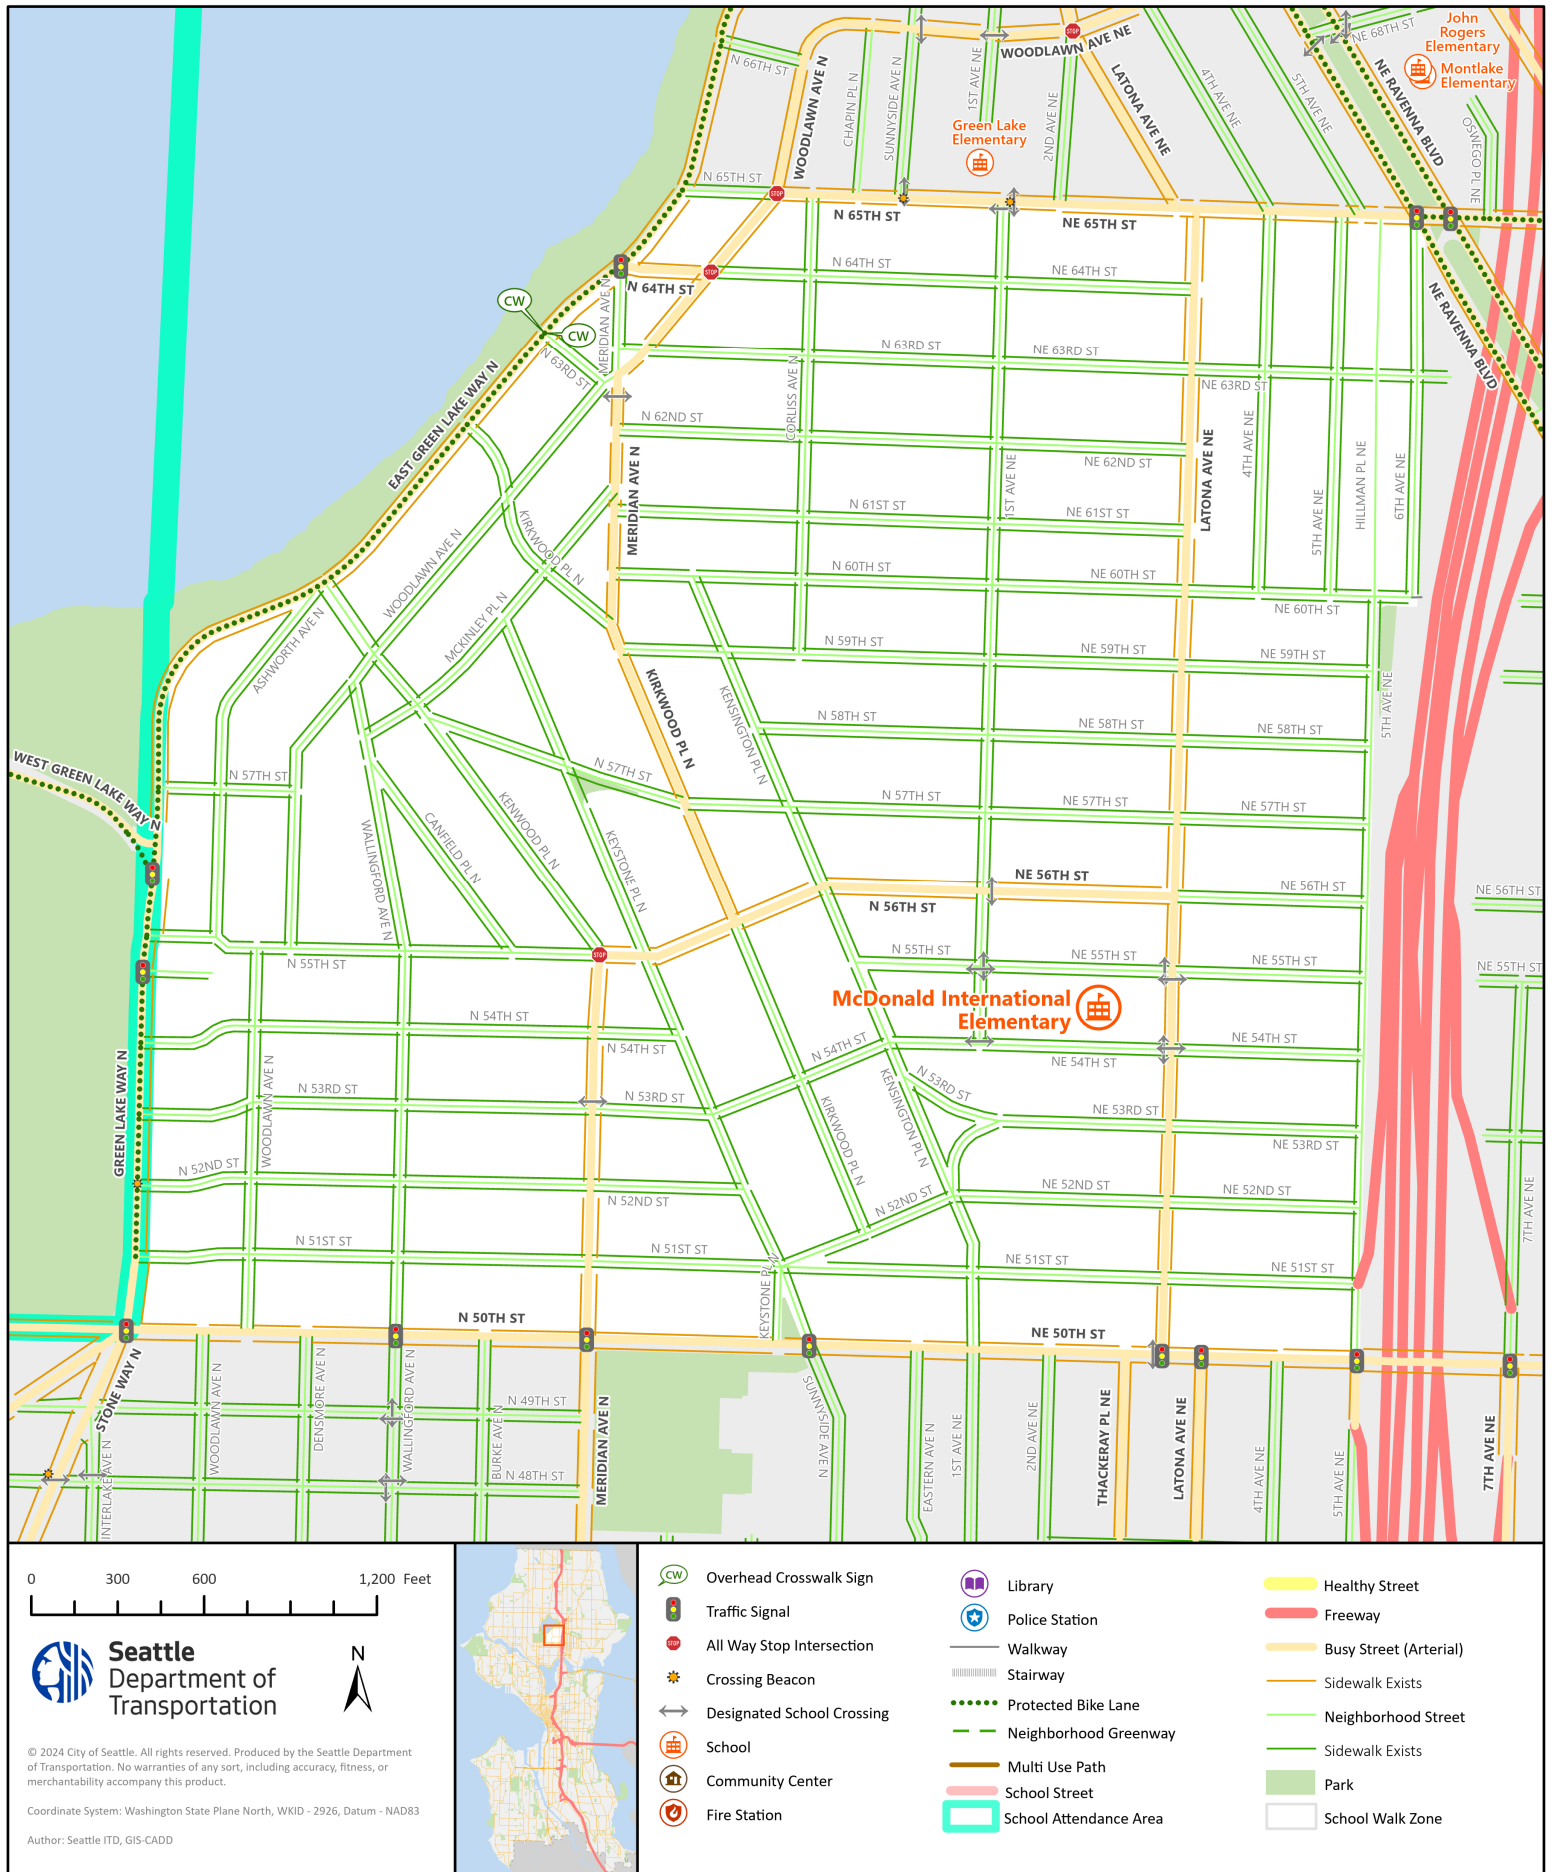 John
Rogers
Elementary
Montlake
Elementary
NE 68TH ST
WOODLAWN AVE NE
N 66TH ST
WOODLAWN AVE N
CHAPIN PL N
SUNNYSIDE AVE N
1ST AVE NE
2ND AVE NE
LATONA AVE NE
4TH AVE NE
5TH AVE NE
NE RAVENNA BLVD
OSWEGO PL NE
Green Lake
Elementary
STOP
N 65TH ST
STOP
N 65TH ST
NE 65TH ST
N 64TH ST
STOP
N 64TH ST
NE 64TH ST
MERIDIAN AVE N
CW
CW
N 63RD ST
N 63RD ST
NE 63RD ST
NE 63RD ST
NE RAVENNA BLVD
EAST GREEN LAKE WAY N
CORLISS AVE N
N 62ND ST
NE 62ND ST
MERIDIAN AVE N
1ST AVE NE
LATONA AVE NE
4TH AVE NE
5TH AVE NE
HILLMAN PL NE
6TH AVE NE
N 61ST ST
NE 61ST ST
KIRKWOOD PL N
WOODLAWN AVE N
MCKINLEY PL N
ASHWORTH AVE N
N 60TH ST
NE 60TH ST
NE 60TH ST
N 59TH ST
NE 59TH ST
NE 59TH ST
KIRKWOOD PL N
KENSINGTON PL N
5TH AVE NE
N 58TH ST
NE 58TH ST
NE 58TH ST
WEST GREEN LAKE WAY N
N 57TH ST
N 57TH ST
N 57TH ST
NE 57TH ST
NE 57TH ST
WALLINGFORD AVE N
CANFIELD PL N
KENWOOD PL N
KEYSTONE PL N
NE 56TH ST
N 56TH ST
NE 56TH ST
NE 56TH ST
STOP
N 55TH ST
N 55TH ST
NE 55TH ST
NE 55TH ST
NE 55TH ST
McDonald International
Elementary
N 54TH ST
N 54TH ST
N 54TH ST
NE 54TH ST
NE 54TH ST
GREEN LAKE WAY N
WOODLAWN AVE N
N 53RD ST
N 53RD ST
N 53RD ST
NE 53RD ST
NE 53RD ST
KIRKWOOD PL N
KENSINGTON PL N
N 52ND ST
N 52ND ST
N 52ND ST
NE 52ND ST
NE 52ND ST
7TH AVE NE
N 51ST ST
N 51ST ST
NE 51ST ST
NE 51ST ST
KEYSTONE PL N
N 50TH ST
NE 50TH ST
STONE WAY N
WOODLAWN AVE N
DENSMORE AVE N
WALLINGFORD AVE N
BURKE AVE N
N 49TH ST
N 48TH ST
INTERLAKE AVE N
MERIDIAN AVE N
SUNNYSIDE AVE N
EASTERN AVE N
1ST AVE NE
2ND AVE NE
THACKERAY PL NE
LATONA AVE NE
4TH AVE NE
5TH AVE NE
7TH AVE NE
0 300 600 1,200 Feet
Seattle
Department of
Transportation
N
© 2024 City of Seattle. All rights reserved. Produced by the Seattle Department
of Transportation. No warranties of any sort, including accuracy, fitness, or
merchantability accompany this product.
Coordinate System: Washington State Plane North, WKID - 2926, Datum - NAD83
Author: Seattle ITD, GIS-CADD
CW Overhead Crosswalk Sign
Traffic Signal
STOP All Way Stop Intersection
Crossing Beacon
Designated School Crossing
School
Community Center
Fire Station
Library
Police Station
Walkway
Stairway
Protected Bike Lane
Neighborhood Greenway
Multi Use Path
School Street
School Attendance Area
Healthy Street
Freeway
Busy Street (Arterial)
Sidewalk Exists
Neighborhood Street
Sidewalk Exists
Park
School Walk Zone